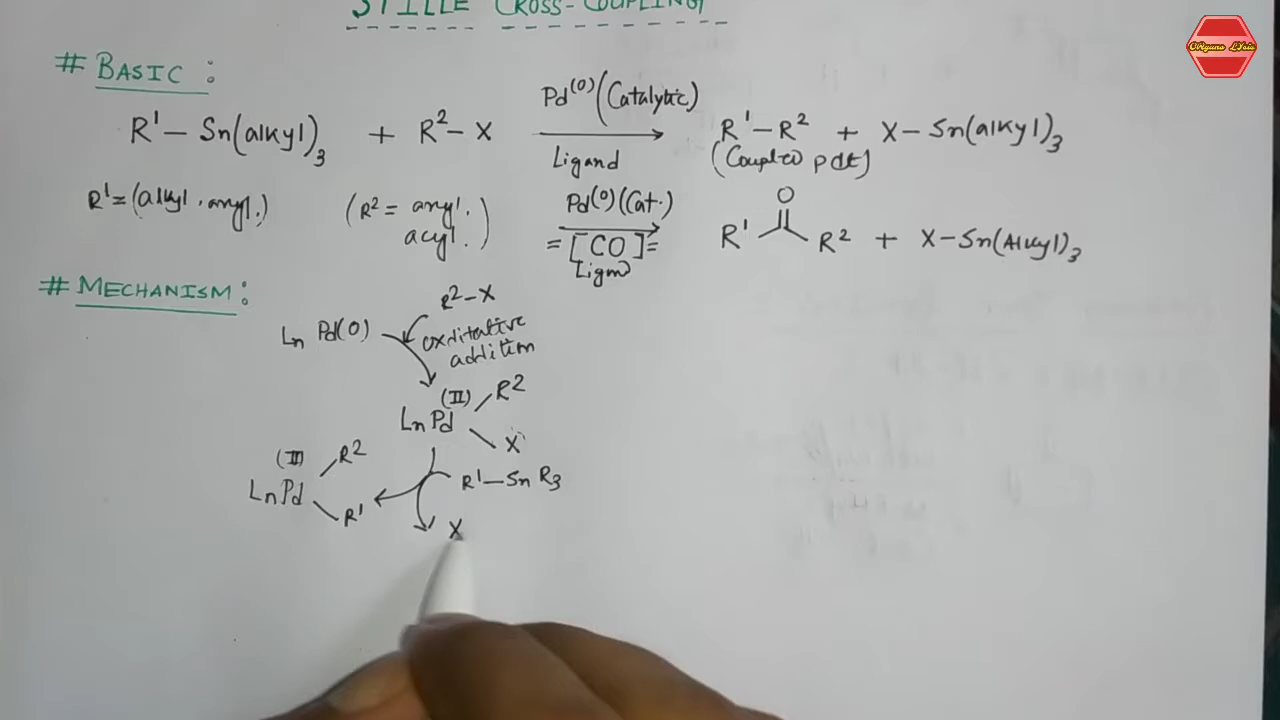 STILLE CROSS-COUPLING
# BASIC :
R¹– Sn(alkyl)₃ + R²– X Pd⁽⁰⁾(Catalytic) Ligand R¹–R² + X–Sn(alkyl)₃
(Coupled pdt)
R¹=(alkyl, aryl.) (R²= aryl. acyl.) Pd(0)(Cat.) =[CO]= R¹ O R² + X–Sn(Alkyl)₃
# MECHANISM :
R²–X
Ln Pd(0)
addition
(II) R²
Ln Pd
X
(II) R²
R¹–Sn R₃
Ln Pd
R¹
X